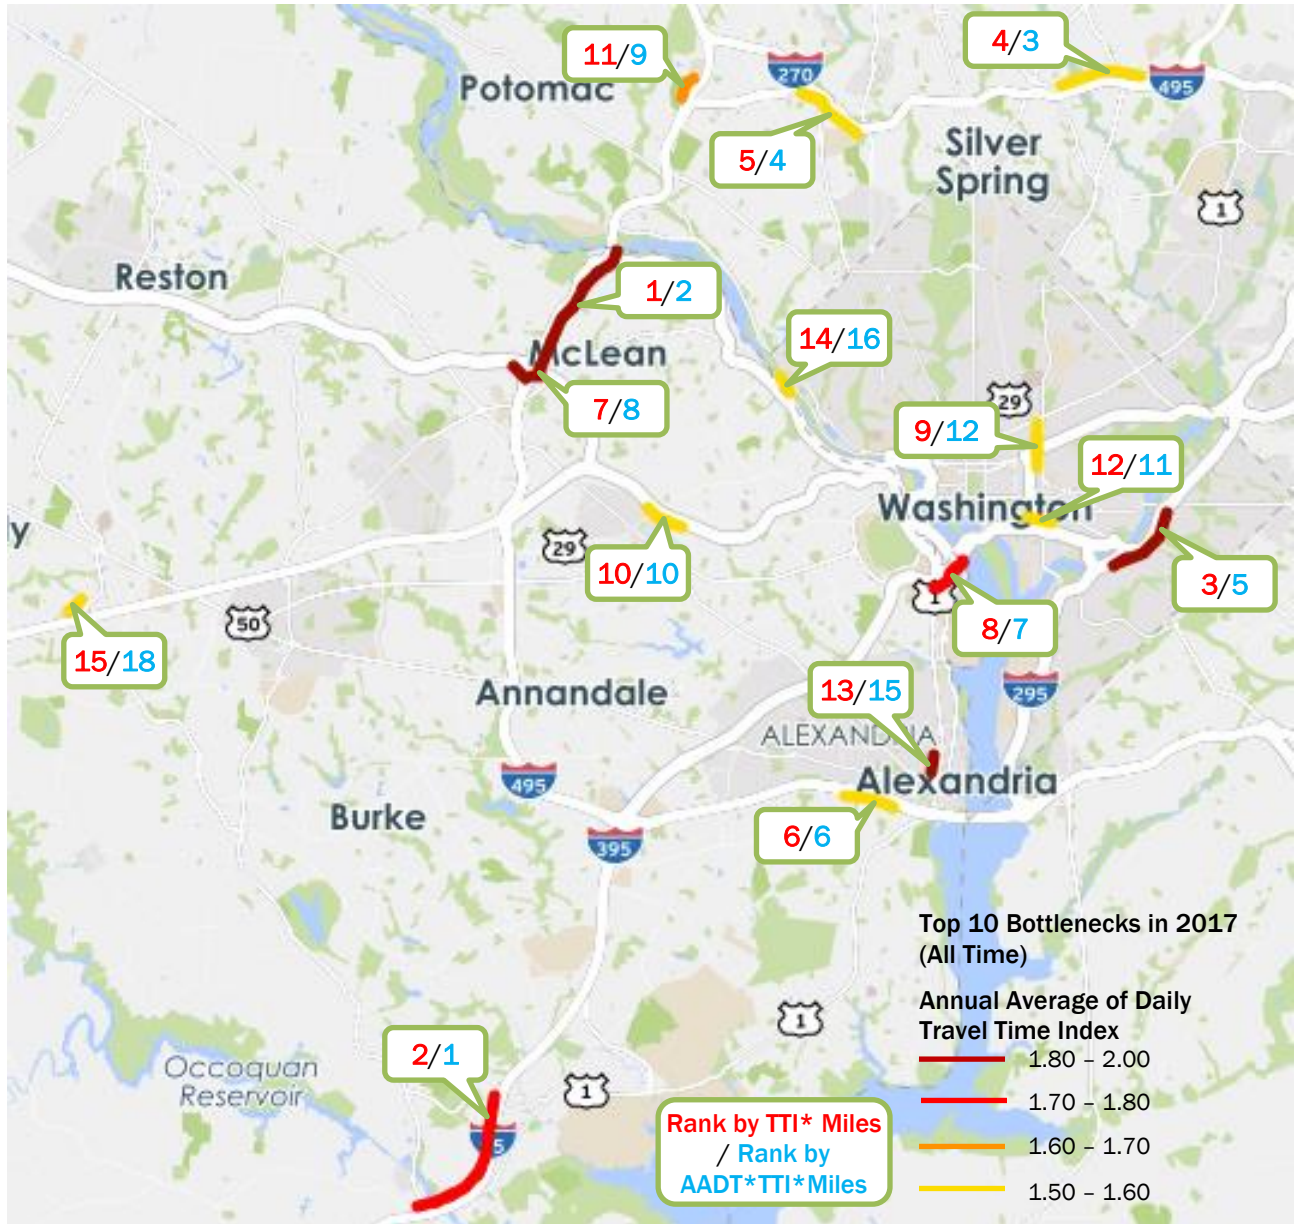 11/9
4/3
270
Potomac
495
5/4
Silver
Spring
1
Reston
1/2
14/16
McLean
7/8
29
9/12
12/11
Washington
y
29
10/10
3/5
1
50
8/7
15/18
13/15
Annandale
295
ALEXANDRIA
495
Alexandria
Burke
6/6
395
Top 10 Bottlenecks in 2017
(All Time)
Annual Average of Daily
Travel Time Index
1.80 – 2.00
1.70 – 1.80
1.60 – 1.70
1.50 – 1.60
1
2/1
Occoquan
Reservoir
1
5
Rank by TTI* Miles
/ Rank by
AADT*TTI*Miles